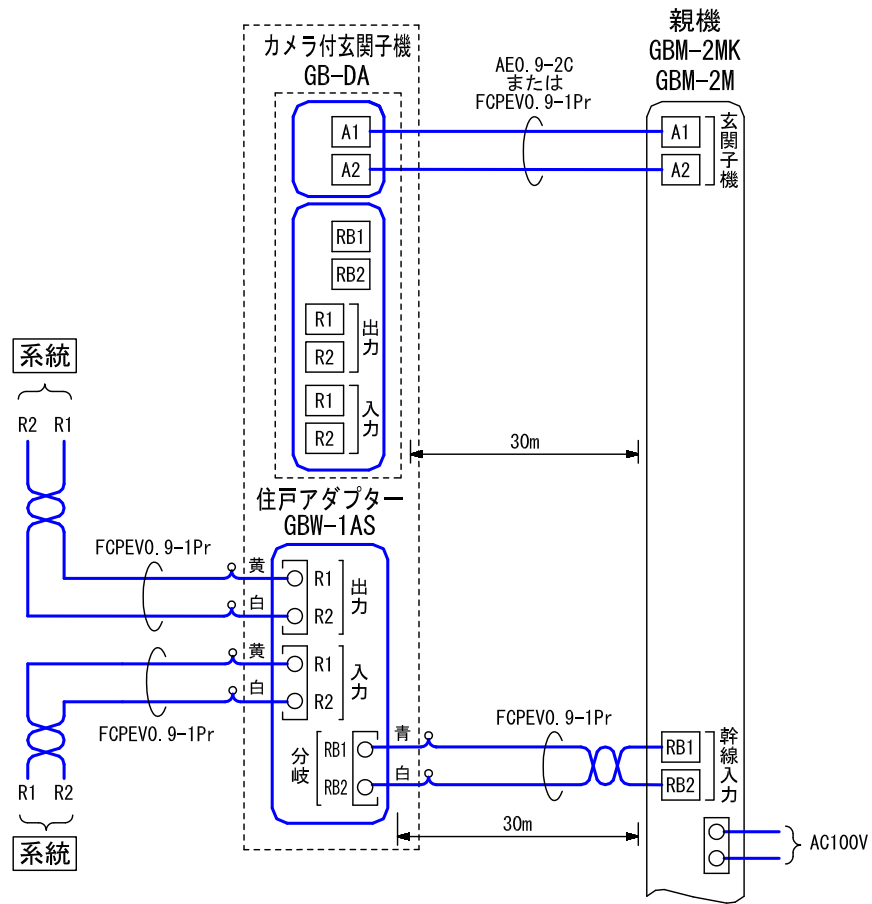 カメラ付玄関子機
GB-DA
A1
A2
RB1
RB2
R1
R2
出力
R1
R2
入力
AE0.9-2C
または
FCPEV0.9-1Pr
親機
GBM-2MK
GBM-2M
A1
A2
玄関子機
30m
系統
R2 R1
FCPEV0.9-1Pr
住戸アダプター
GBW-1AS
黄 R1
白 R2
出力
黄 R1
白 R2
入力
FCPEV0.9-1Pr
R1 R2
系統
分岐
RB1 青
RB2 白
FCPEV0.9-1Pr
RB1
RB2
幹線入力
30m
AC100V